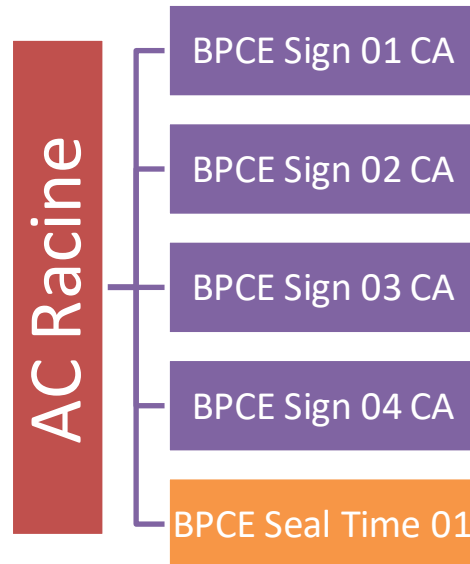 AC Racine
BPCE Sign 01 CA
BPCE Sign 02 CA
BPCE Sign 03 CA
BPCE Sign 04 CA
BPCE Seal Time 01